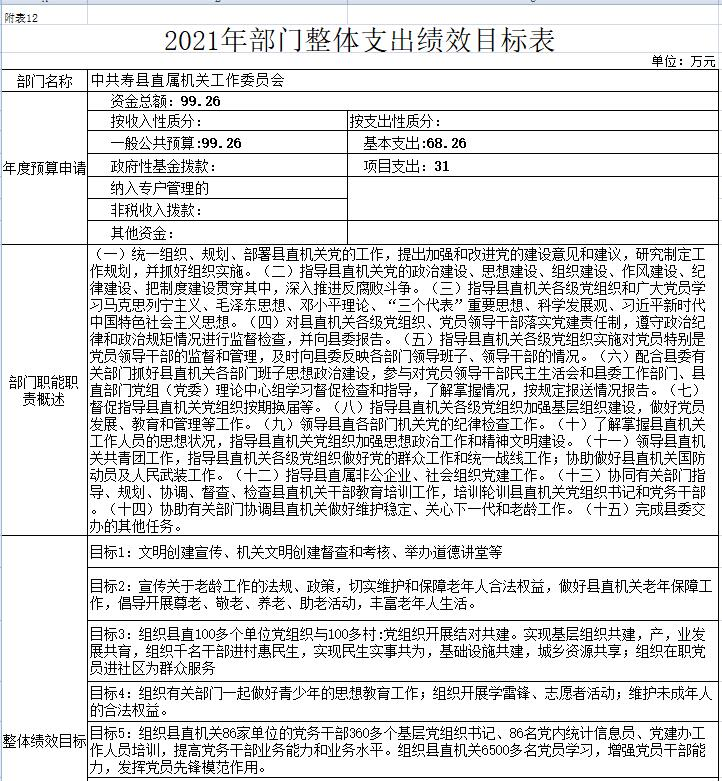 附表12
2021年部门整体支出绩效目标表
单位：万元
部门名称
中共寿县直属机关工作委员会
年度预算申请
资金总额：99.26
按收入性质分：
按支出性质分：
一般公共预算:99.26
基本支出:68.26
政府性基金拨款：
项目支出：31
纳入专户管理的
非税收入拨款：
其他资金：
部门职能职
责概述
（一）统一组织、规划、部署县直机关党的工作，提出加强和改进党的建设意见和建议，研究制定工
作规划，并抓好组织实施。（二）指导县直机关党的政治建设、思想建设、组织建设、作风建设、纪
律建设、把制度建设贯穿其中，深入推进反腐败斗争。（三）指导县直机关各级党组织和广大党员学
习马克思列宁主义、毛泽东思想、邓小平理论、“三个代表”重要思想、科学发展观、习近平新时代
中国特色社会主义思想。（四）对县直机关各级党组织、党员领导干部落实党建责任制，遵守政治纪
律和政治规矩情况进行监督检查，并向县委报告。（五）指导县直机关各级党组织实施对党员特别是
党员领导干部的监督和管理，及时向县委反映各部门领导班子、领导干部的情况。（六）配合县委有
关部门抓好县直机关各部门班子思想政治建设，参与对党员领导干部民主生活会和县委工作部门、县
直部门党组（党委）理论中心组学习督促检查和指导，了解掌握情况，按规定报送情况报告。（七）
督促指导县直机关党组织按期换届等。（八）指导县直机关各级党组织加强基层组织建设，做好党员
发展、教育和管理等工作。（九）领导县直各部门机关党的纪律检查工作。（十）了解掌握县直机关
工作人员的思想状况，指导县直机关党组织加强思想政治工作和精神文明建设。（十一）领导县直机
关共青团工作，指导县直机关各级党组织做好党的群众工作和统一战线工作；协助做好县直机关国防
动员及人民武装工作。（十二）指导县直属非公企业、社会组织党建工作。（十三）协同有关部门指
导、规划、协调、督查、检查县直机关干部教育培训工作，培训轮训县直机关党组织书记和党务干部
。（十四）协助有关部门协调县直机关做好维护稳定、关心下一代和老龄工作。（十五）完成县委交
办的其他任务。
整体绩效目标
目标1：文明创建宣传、机关文明创建督查和考核、举办道德讲堂等
目标2：宣传关于老龄工作的法规、政策，切实维护和保障老年人合法权益，做好县直机关老年保障工
作，倡导开展尊老、敬老、养老、助老活动，丰富老年人生活。
目标3：组织县直100多个单位党组织与100多村:党组织开展结对共建。实现基层组织共建，产，业发
展共育，组织千名干部进村惠民生，实现民生实事共为，基础设施共建，城乡资源共享；组织在职党
员进社区为群众服务
目标4：组织有关部门一起做好青少年的思想教育工作；组织开展学雷锋、志愿者活动；维护未成年人
的合法权益。
目标5：组织县直机关86家单位的党务干部360多个基层党组织书记、86名党内统计信息员、党建办工
作人员培训，提高党务干部业务能力和业务水平。组织县直机关6500多名党员学习，增强党员干部能
力，发挥党员先锋模范作用。